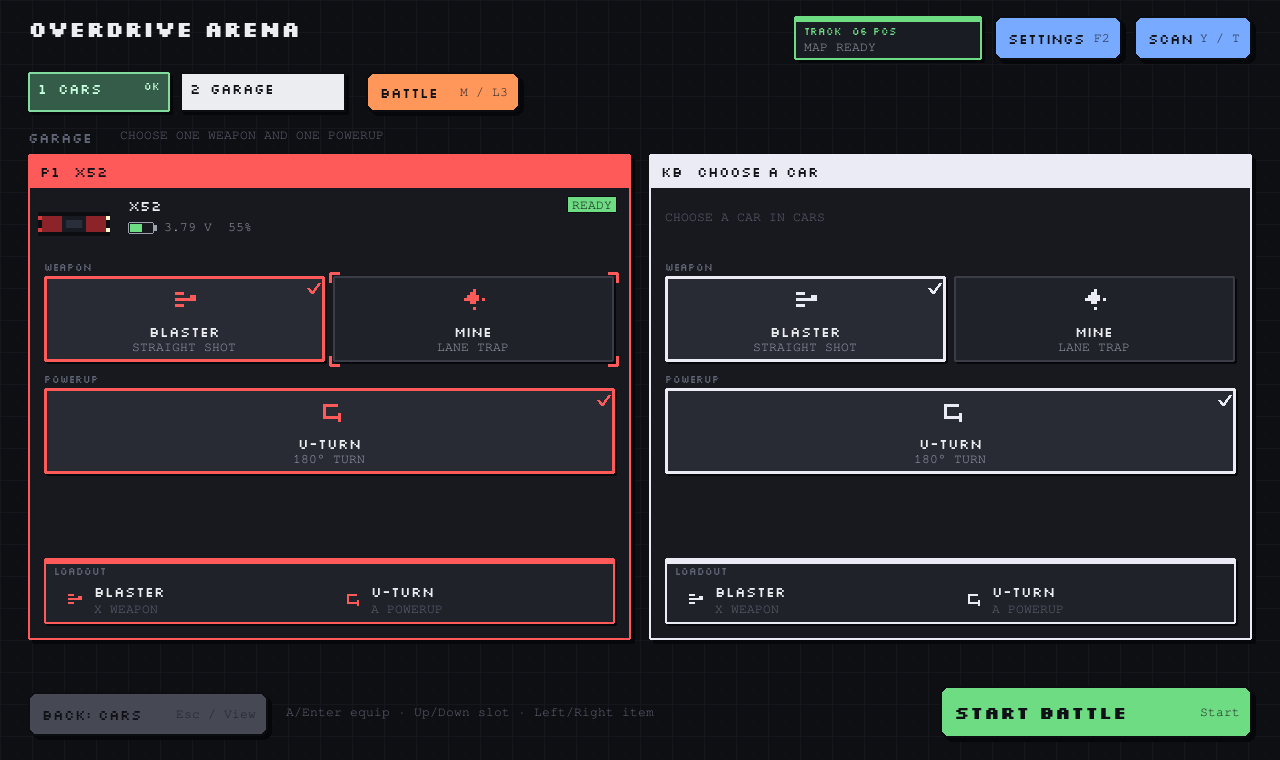 OVERDRIVE ARENA
TRACK 06 POS
MAP READY
SETTINGS F2
SCAN Y / T
1 CARS OK
2 GARAGE
BATTLE M / L3
GARAGE CHOOSE ONE WEAPON AND ONE POWERUP
P1 X52
X52
READY
3.79 V 55%
WEAPON
BLASTER
STRAIGHT SHOT
MINE
LANE TRAP
POWERUP
U-TURN
180° TURN
LOADOUT
BLASTER
X WEAPON
U-TURN
A POWERUP
KB CHOOSE A CAR
CHOOSE A CAR IN CARS
WEAPON
BLASTER
STRAIGHT SHOT
MINE
LANE TRAP
POWERUP
U-TURN
180° TURN
LOADOUT
BLASTER
X WEAPON
U-TURN
A POWERUP
BACK: CARS Esc / View
A/Enter equip · Up/Down slot · Left/Right item
START BATTLE Start